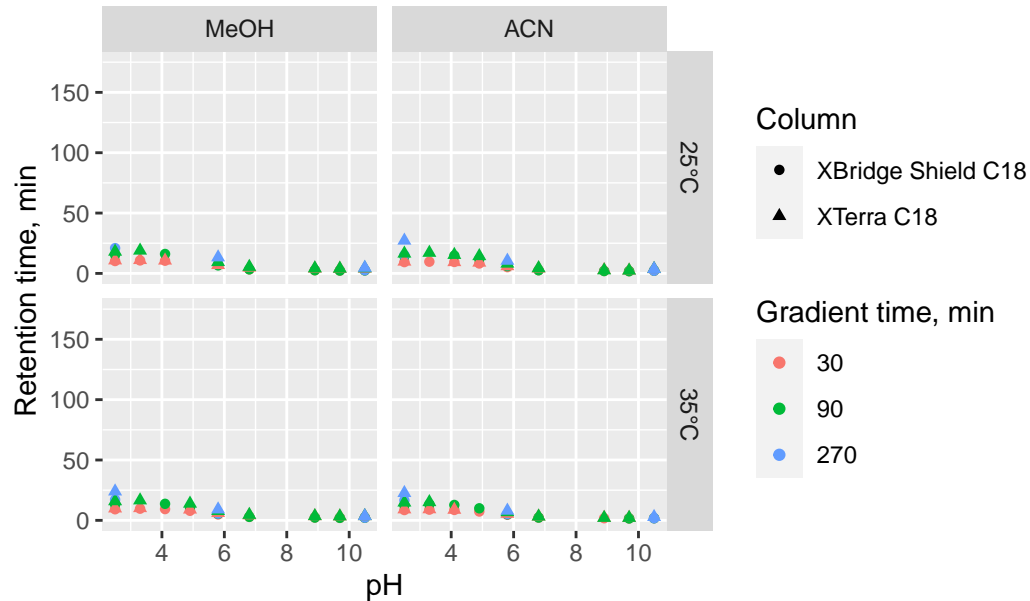 MeOH
ACN
Retention time, min
150
100
50
0
25°C
150
100
50
0
35°C
4
6
8
10
4
6
8
10
pH
Column
XBridge Shield C18
XTerra C18
Gradient time, min
30
90
270